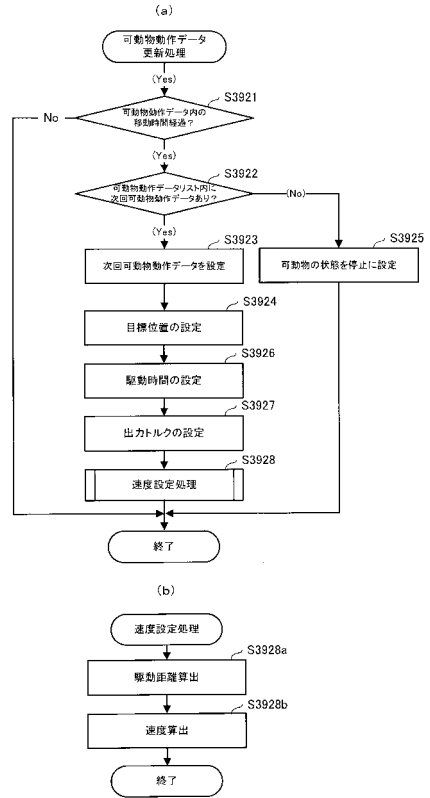 (a)
可動物動作データ
更新処理
(Yes)
S3921
No
可動物動作データ内の
移動時間経過?
(Yes)
S3922
可動物動作データリスト内に
次回可動物動作データあり?
(No)
(Yes)
S3923
S3925
次回可動物動作データを設定
可動物の状態を停止に設定
S3924
目標位置の設定
S3926
駆動時間の設定
S3927
出力トルクの設定
S3928
速度設定処理
終了
(b)
速度設定処理
S3928a
駆動距離算出
S3928b
速度算出
終了